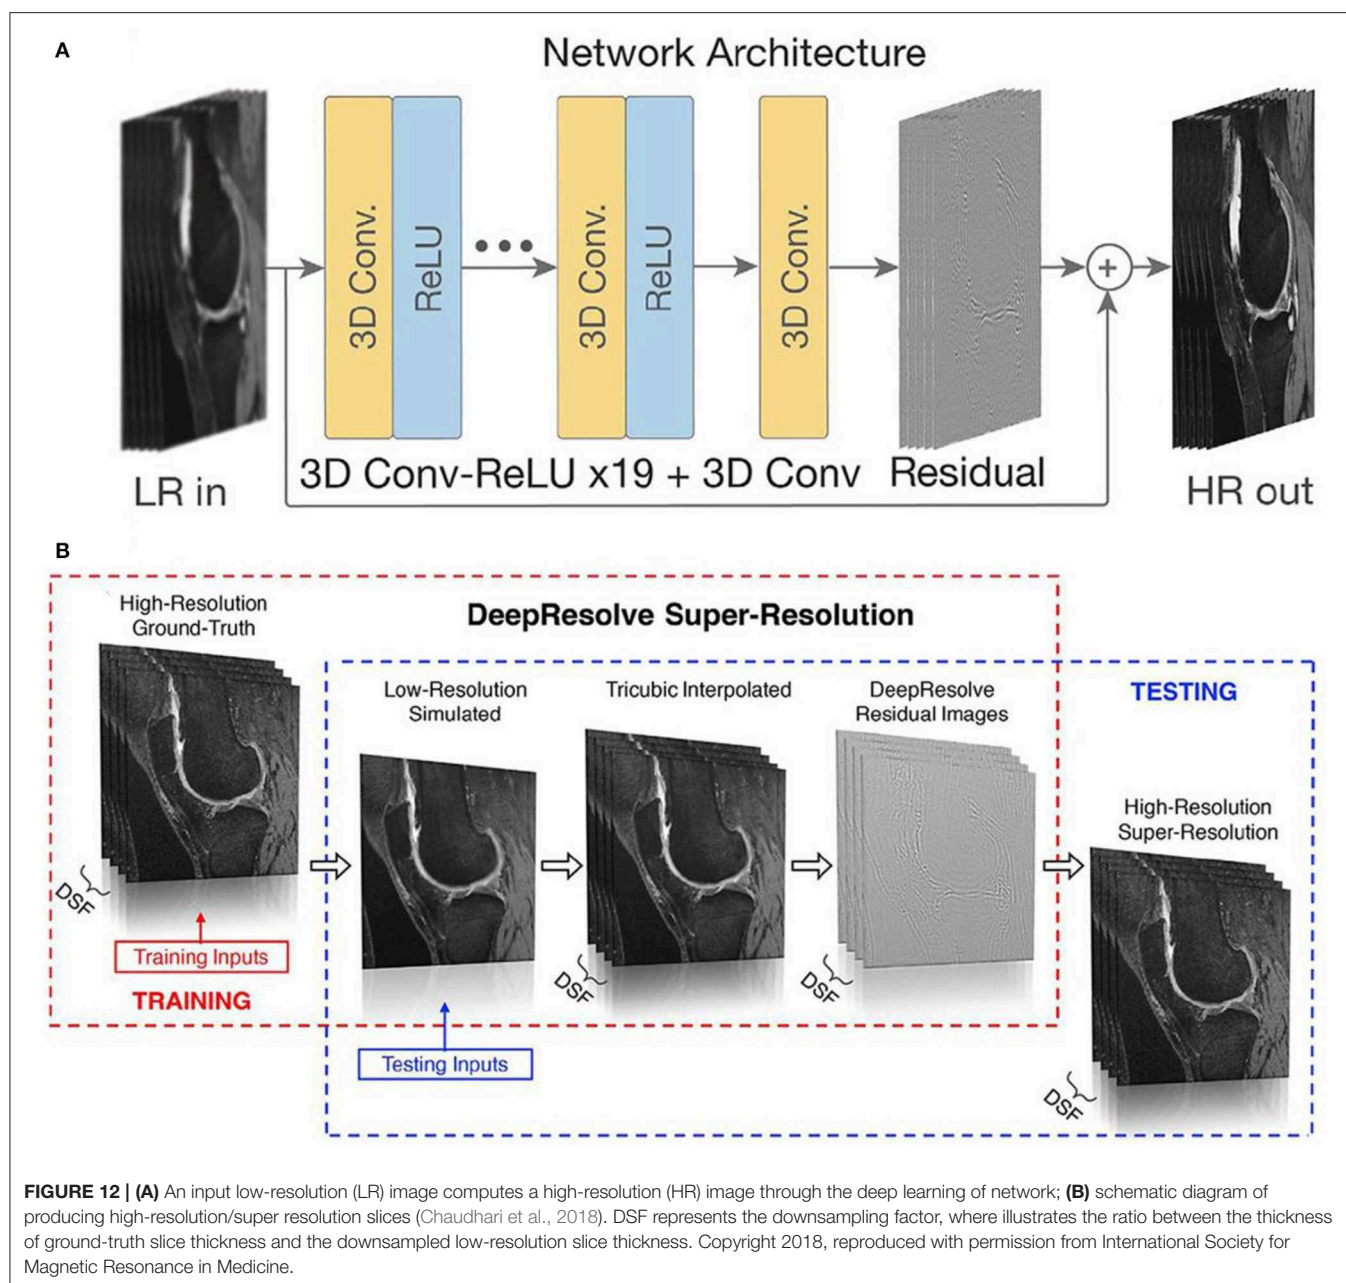 A
Network Architecture
3D Conv.
ReLU
3D Conv.
ReLU
3D Conv.
+
LR in
3D Conv-ReLU x19 + 3D Conv
Residual
HR out
B
High-Resolution
Ground-Truth
DeepResolve Super-Resolution
Low-Resolution
Simulated
Tricubic Interpolated
DeepResolve
Residual Images
TESTING
High-Resolution
Super-Resolution
DSF
DSF
DSF
DSF
Training Inputs
TRAINING
Testing Inputs
FIGURE 12 | (A) An input low-resolution (LR) image computes a high-resolution (HR) image through the deep learning of network; (B) schematic diagram of
producing high-resolution/super resolution slices (Chaudhari et al., 2018). DSF represents the downsampling factor, where illustrates the ratio between the thickness
of ground-truth slice thickness and the downsampled low-resolution slice thickness. Copyright 2018, reproduced with permission from International Society for
Magnetic Resonance in Medicine.